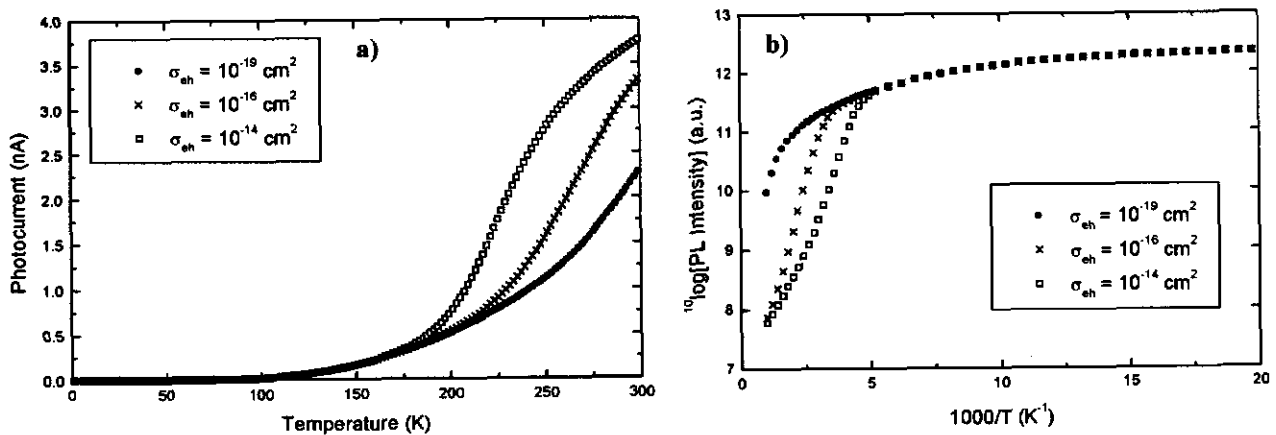 a)
4.0
3.5
3.0
2.5
2.0
1.5
1.0
0.5
0.0
Photocurrent (nA)
σeh = 10-19 cm2
σeh = 10-16 cm2
σeh = 10-14 cm2
0 50 100 150 200 250 300
Temperature (K)
b)
13
12
11
10
9
8
7
10log[PL Intensity] (a.u.)
σeh = 10-19 cm2
σeh = 10-16 cm2
σeh = 10-14 cm2
0 5 10 15 20
1000/T (K-1)